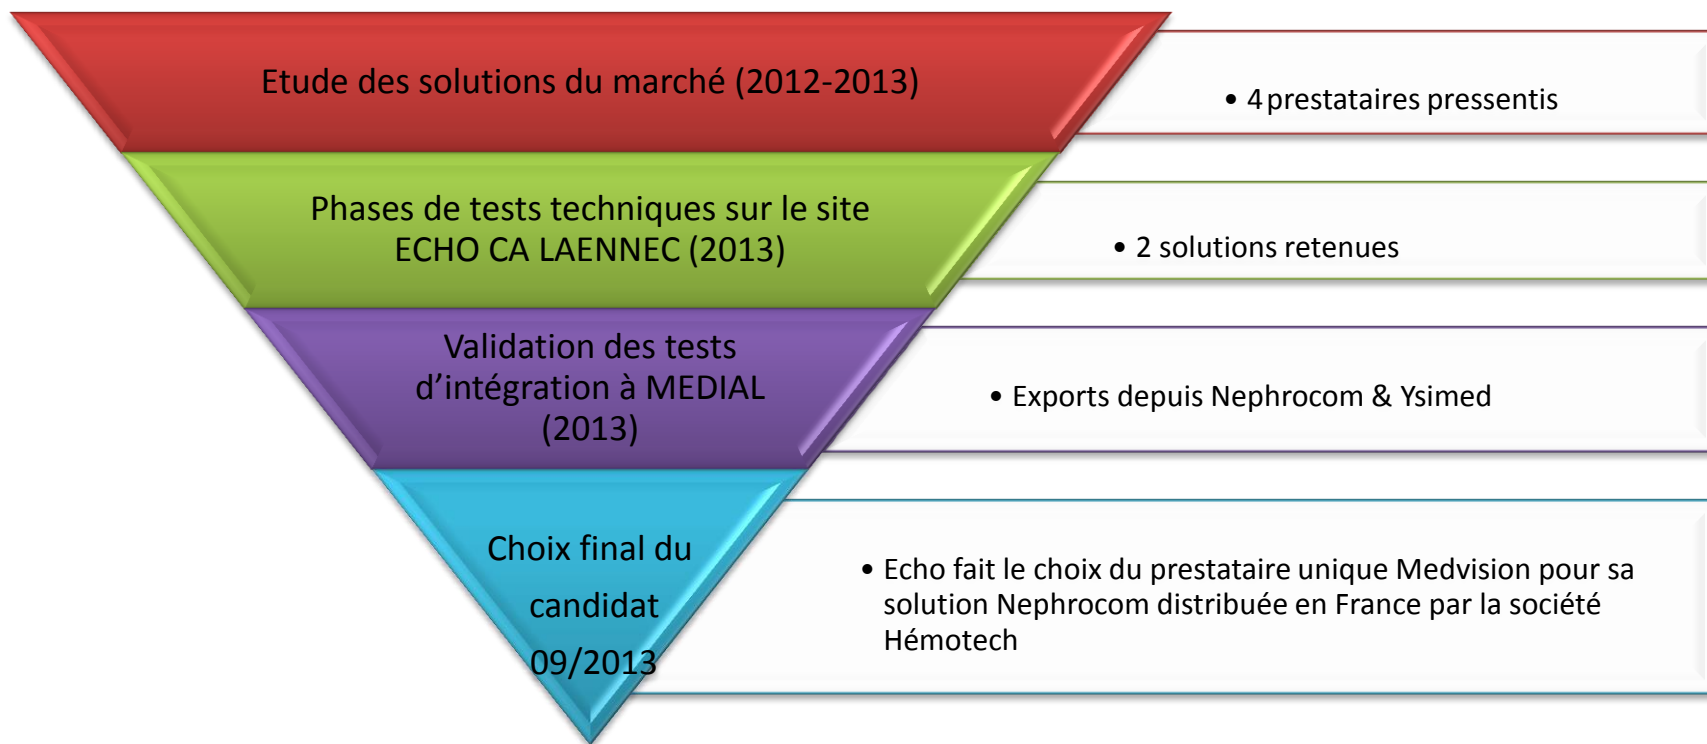 Etude des solutions du marché (2012-2013)
• 4 prestataires pressentis
Phases de tests techniques sur le site
ECHO CA LAENNEC (2013)
• 2 solutions retenues
Validation des tests
d’intégration à MEDIAL
(2013)
• Exports depuis Nephrocom & Ysimed
Choix final du
candidat
09/2013
• Echo fait le choix du prestataire unique Medvision pour sa
solution Nephrocom distribuée en France par la société
Hémotech